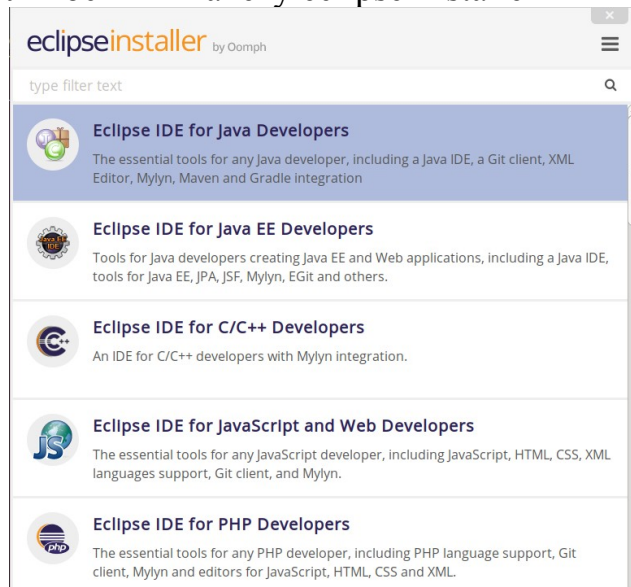 eclipseinstaller by Oomph
type filter text
Eclipse IDE for Java Developers
The essential tools for any Java developer, including a Java IDE, a Git client, XML
Editor, Mylyn, Maven and Gradle integration
Java EE
IDE
Eclipse IDE for Java EE Developers
Tools for Java developers creating Java EE and Web applications, including a Java IDE,
tools for Java EE, JPA, JSF, Mylyn, EGit and others.
C++
Eclipse IDE for C/C++ Developers
An IDE for C/C++ developers with Mylyn integration.
JS
Eclipse IDE for JavaScript and Web Developers
The essential tools for any JavaScript developer, including JavaScript, HTML, CSS, XML
languages support, Git client, and Mylyn.
php
Eclipse IDE for PHP Developers
The essential tools for any PHP developer, including PHP language support, Git
client, Mylyn and editors for JavaScript, HTML, CSS and XML.